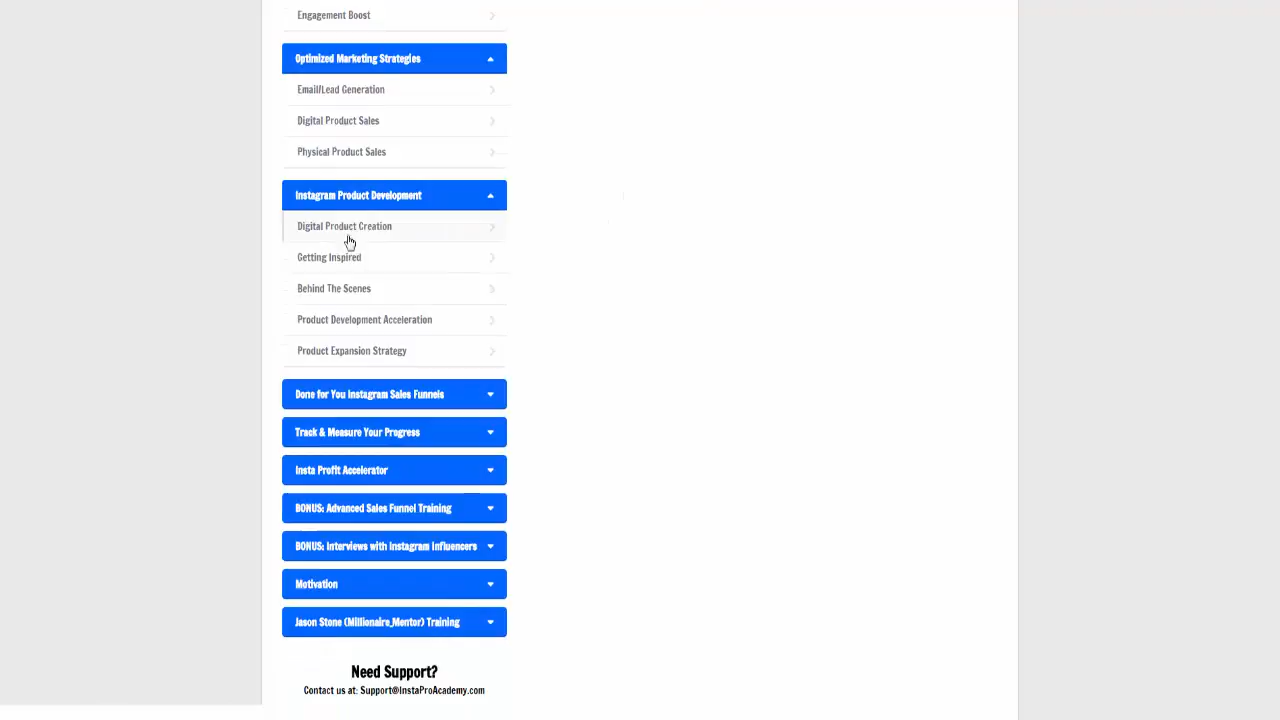 Engagement Boost
Optimized Marketing Strategies
Email/Lead Generation
Digital Product Sales
Physical Product Sales
Instagram Product Development
Digital Product Creation
Getting Inspired
Behind The Scenes
Product Development Acceleration
Product Expansion Strategy
Done for You Instagram Sales Funnels
Track & Measure Your Progress
Insta Profit Accelerator
BONUS: Advanced Sales Funnel Training
BONUS: Interviews with Instagram Influencers
Motivation
Jason Stone (Millionaire_Mentor) Training
Need Support?
Contact us at: Support@InstaProAcademy.com